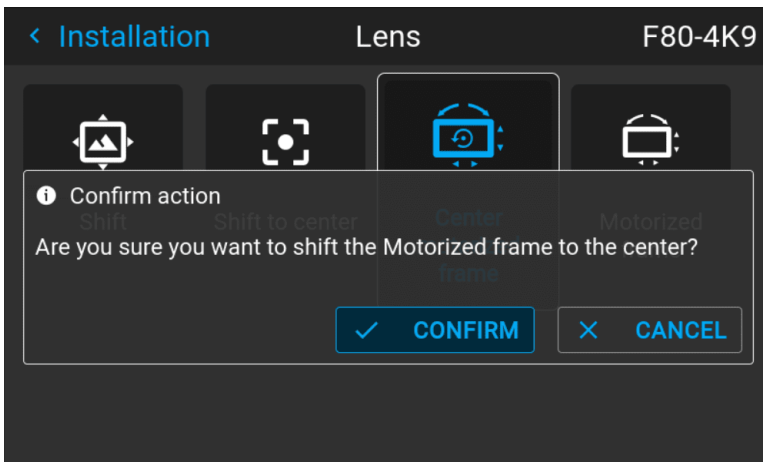 Installation
Lens
F80-4K9
Confirm action
Shift
Shift to center
Center
Motorized
Are you sure you want to shift the Motorized frame to the center?
frame
CONFIRM
CANCEL